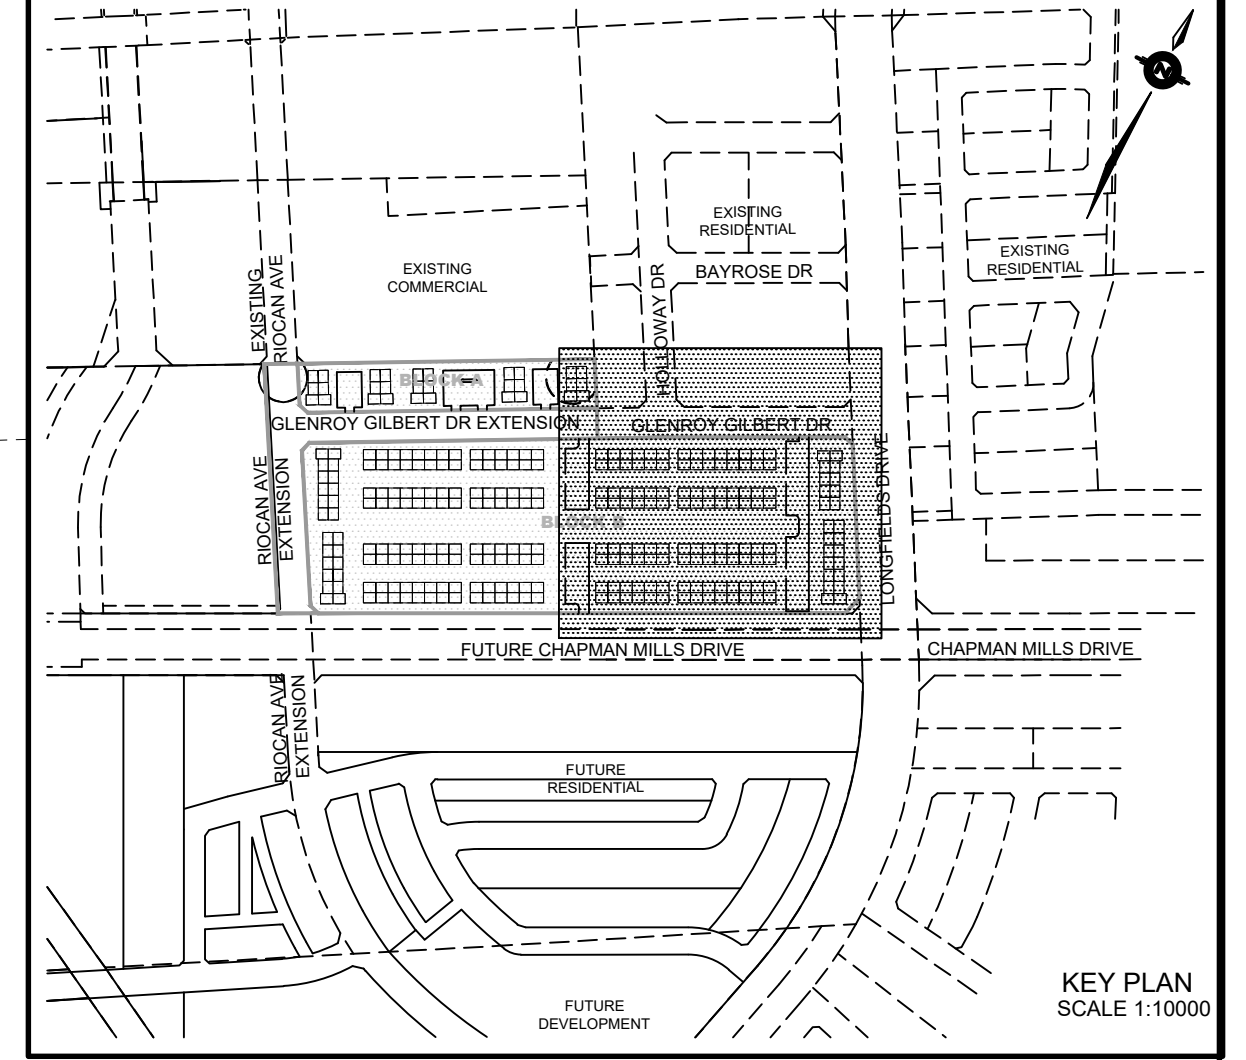 N
EXISTING
RESIDENTIAL
EXISTING
RESIDENTIAL
EXISTING
COMMERCIAL
BAYROSE DR
HOLLOWAY DR
EXISTING
RIOCAN AVE
BLOCK A
GLENROY GILBERT DR EXTENSION
GLENROY GILBERT DR
RIOCAN AVE
EXTENSION
BLOCK B
LONGFIELDS DRIVE
FUTURE CHAPMAN MILLS DRIVE
CHAPMAN MILLS DRIVE
RIOCAN AVE
EXTENSION
FUTURE
RESIDENTIAL
FUTURE
DEVELOPMENT
KEY PLAN
SCALE 1:10000